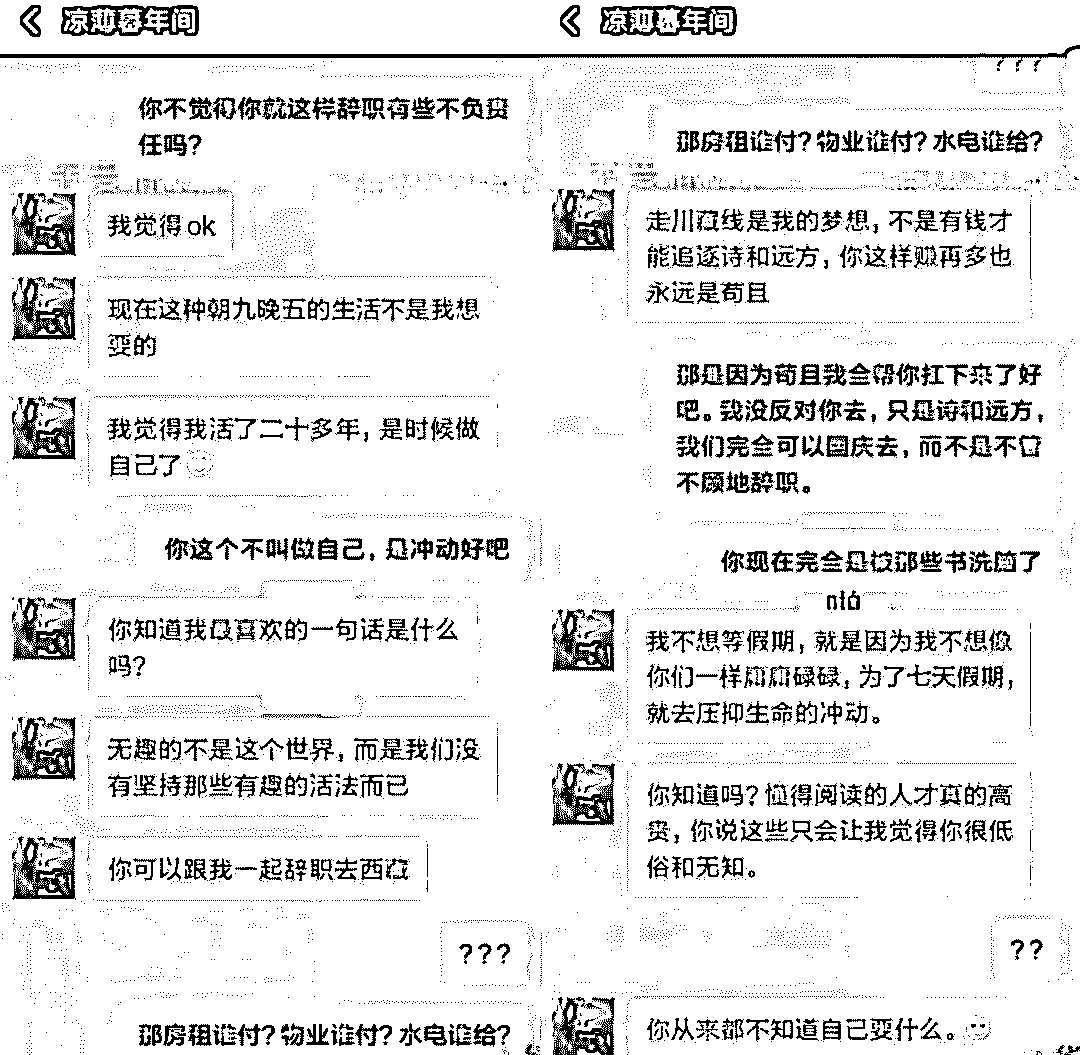 凉薄暮年间
你不觉得你就这样辞职有些不负责
任吗?
我觉得ok
现在这种朝九晚五的生活不是我想
要的
我觉得我活了二十多年，是时候做
自己了
你这个不叫做自己，是冲动好吧
你知道我最喜欢的一句话是什么
吗?
无趣的不是这个世界，而是我们没
有坚持那些有趣的活法而已
你可以跟我一起辞职去西藏
???
那房租谁付? 物业谁付? 水电谁给?
凉薄暮年间
???
那房租谁付? 物业谁付? 水电谁给?
走川藏线是我的梦想，不是有钱才
能追逐诗和远方，你这样赚再多也
永远是苟且
那是因为苟且我全帮你扛下来了好
吧。我没反对你去，只是诗和远方，
我们完全可以国庆去，而不是不管
不顾地辞职。
你现在完全是被那些书洗脑了
我不想等假期，就是因为我不想像
你们一样庸庸碌碌，为了七天假期，
就去压抑生命的冲动。
你知道吗? 懂得阅读的人才真的高
贵，你说这些只会让我觉得你很低
俗和无知。
??
你从来都不知道自己要什么。